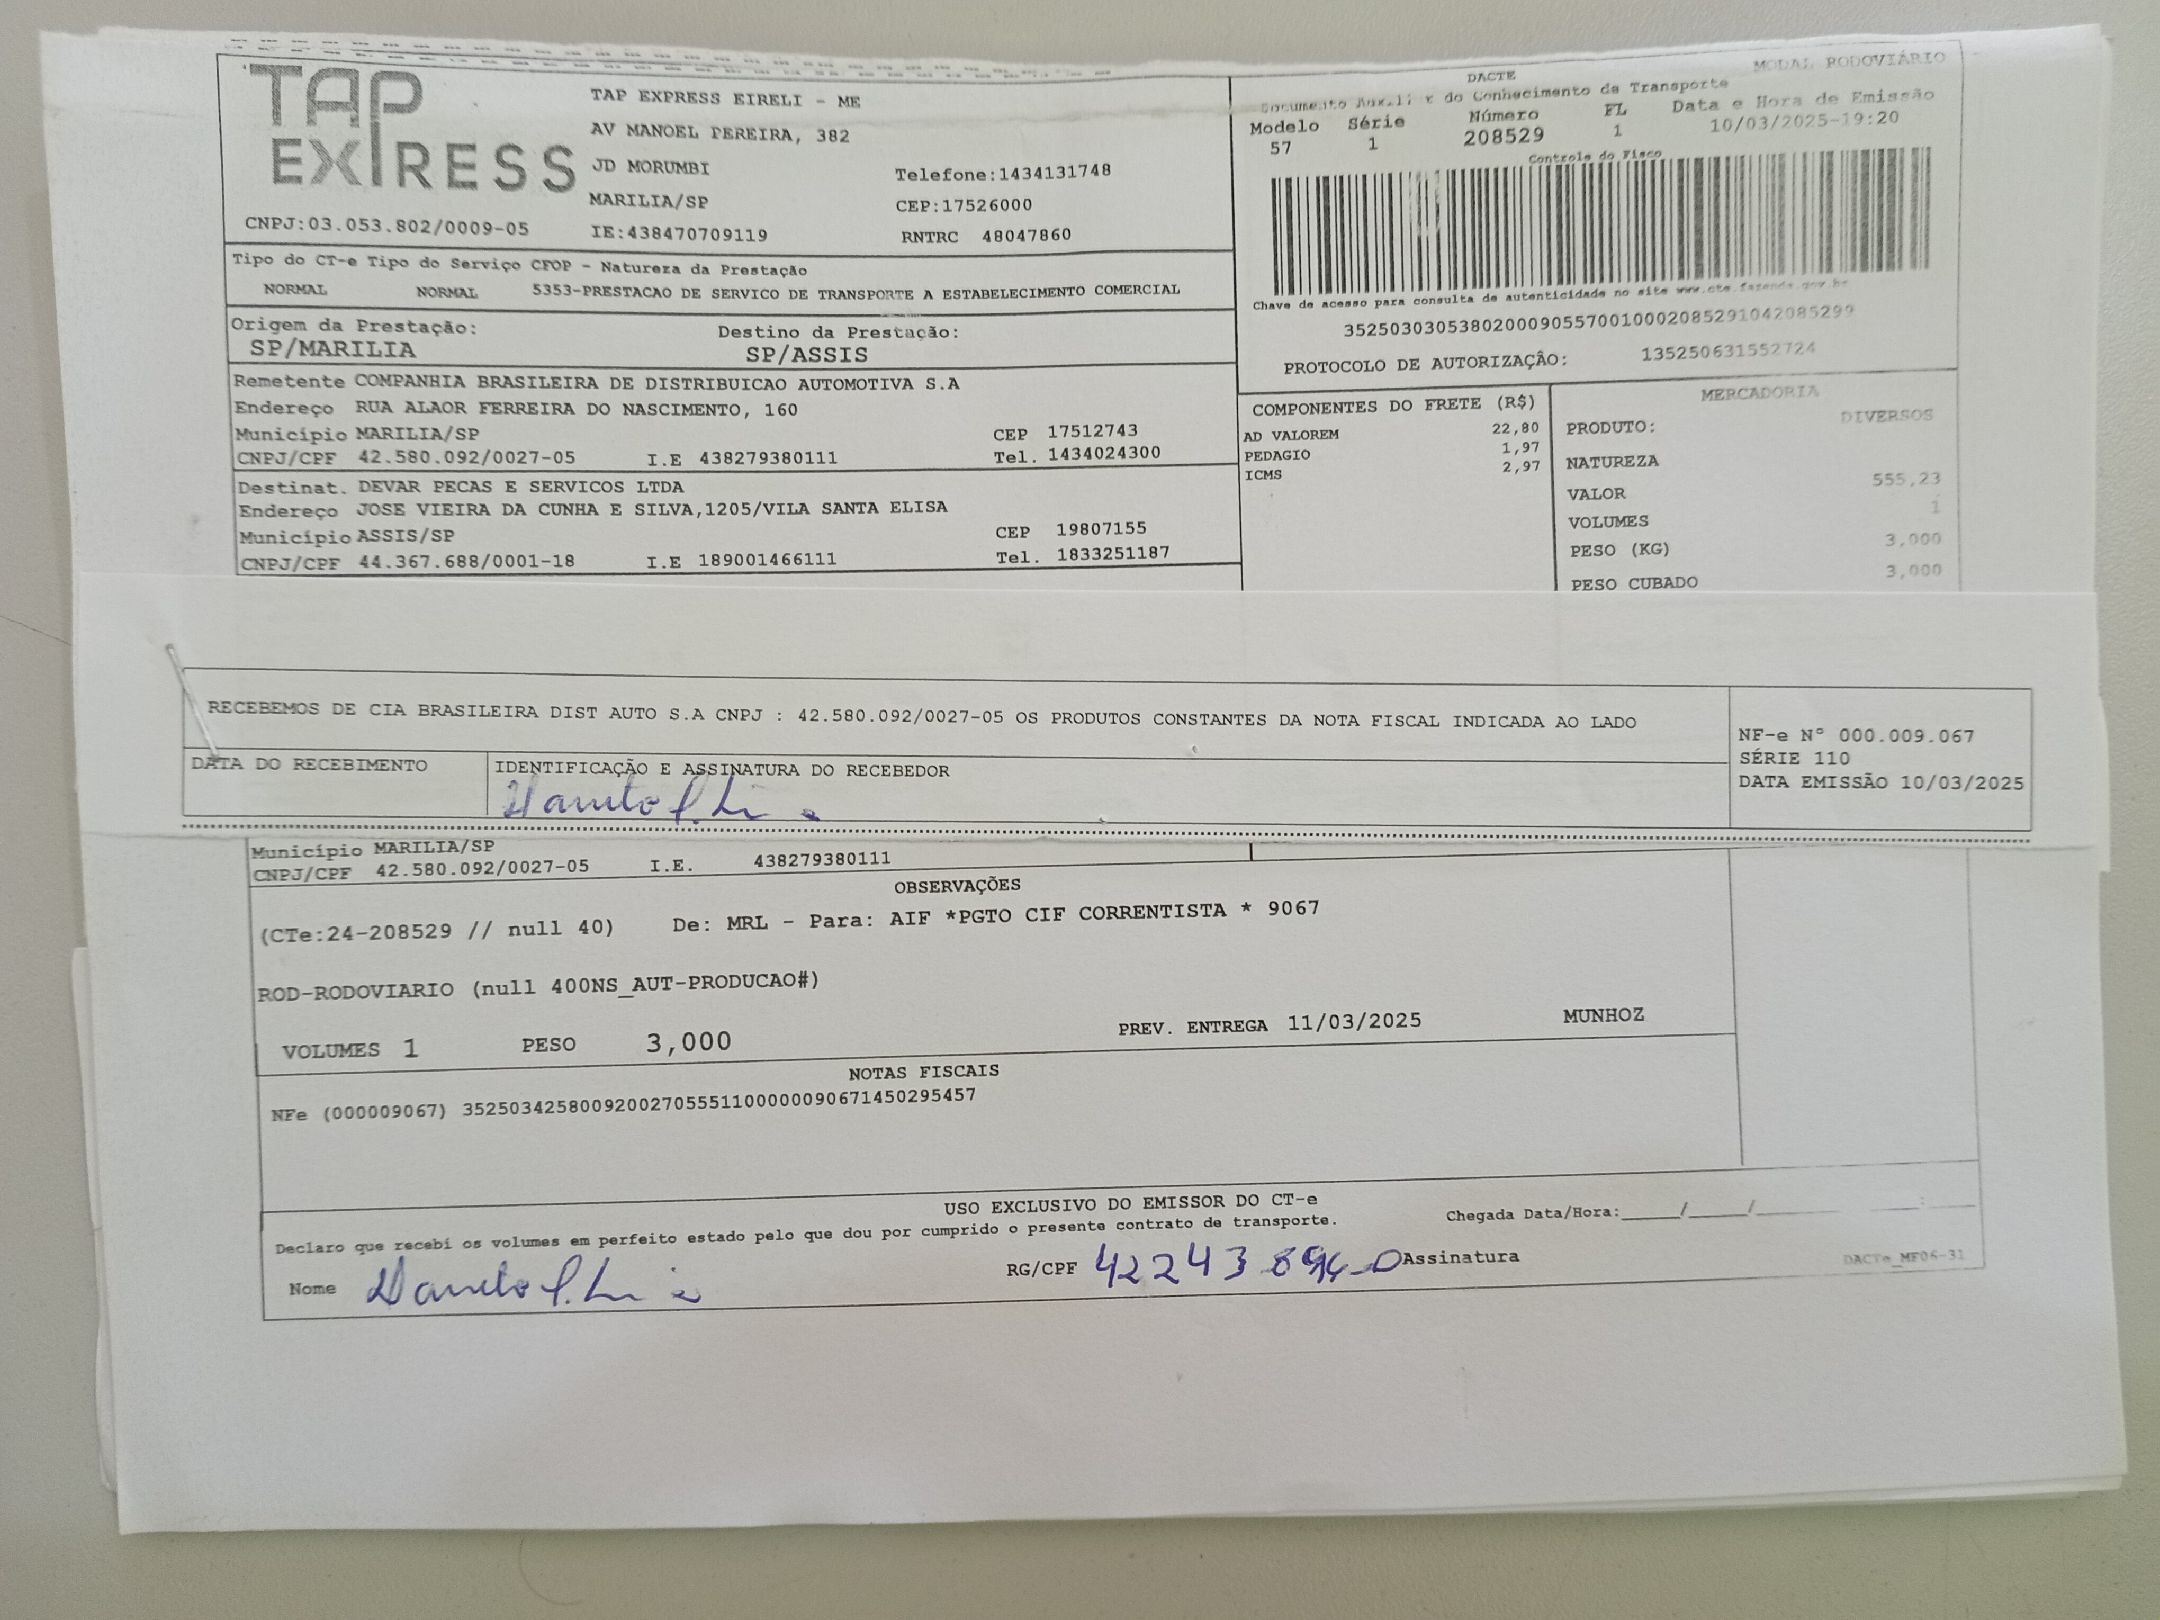 TAP
EXPRESS
CNPJ:03.053.802/0009-05
TAP EXPRESS EIRELI - ME
AV MANOEL PEREIRA, 382
JD MORUMBI
Telefone:1434131748
MARILIA/SP
CEP:17526000
IE:438470709119
RNTRC 48047860
MODAL RODOVIÁRIO
DACTE
do Conhecimento de Transporte
Modelo Série Número FL Data e Hora de Emissão
57 1 208529 1 10/03/2025-19:20
Controle do Fisco
Chave de acesso para consulta de autenticidade no site www.cte.fazenda.gov.br
35250303053802000905570010002085291042085299
PROTOCOLO DE AUTORIZAÇÃO: 135250631552724
Tipo do CT-e Tipo do Serviço CFOP - Natureza da Prestação
NORMAL NORMAL 5353-PRESTACAO DE SERVICO DE TRANSPORTE A ESTABELECIMENTO COMERCIAL
Origem da Prestação: Destino da Prestação:
SP/MARILIA SP/ASSIS
Remetente COMPANHIA BRASILEIRA DE DISTRIBUICAO AUTOMOTIVA S.A
Endereço RUA ALAOR FERREIRA DO NASCIMENTO, 160
Município MARILIA/SP CEP 17512743
CNPJ/CPF 42.580.092/0027-05 I.E 438279380111 Tel. 1434024300
Destinat. DEVAR PECAS E SERVICOS LTDA
Endereço JOSE VIEIRA DA CUNHA E SILVA,1205/VILA SANTA ELISA
Município ASSIS/SP CEP 19807155
CNPJ/CPF 44.367.688/0001-18 I.E 189001466111 Tel. 1833251187
COMPONENTES DO FRETE (R$)
AD VALOREM 22,80
PEDAGIO 1,97
ICMS 2,97
MERCADORIA
PRODUTO: DIVERSOS
NATUREZA
VALOR 555,23
VOLUMES 1
PESO (KG) 3,000
PESO CUBADO 3,000
RECEBEMOS DE CIA BRASILEIRA DIST AUTO S.A CNPJ : 42.580.092/0027-05 OS PRODUTOS CONSTANTES DA NOTA FISCAL INDICADA AO LADO
NF-e Nº 000.009.067
SÉRIE 110
DATA EMISSÃO 10/03/2025
DATA DO RECEBIMENTO
IDENTIFICAÇÃO E ASSINATURA DO RECEBEDOR
Município MARILIA/SP
CNPJ/CPF 42.580.092/0027-05 I.E. 438279380111
OBSERVAÇÕES
(CTe:24-208529 // null 40) De: MRL - Para: AIF *PGTO CIF CORRENTISTA * 9067
ROD-RODOVIARIO (null 400NS_AUT-PRODUCAO#)
VOLUMES 1 PESO 3,000 PREV. ENTREGA 11/03/2025 MUNHOZ
NOTAS FISCAIS
NFe (000009067) 35250342580092002705551100000090671450295457
USO EXCLUSIVO DO EMISSOR DO CT-e
Declaro que recebi os volumes em perfeito estado pelo que dou por cumprido o presente contrato de transporte.
Chegada Data/Hora:_____/_____/_______ ____:____
Nome
RG/CPF
Assinatura
DACTe_MF06-31